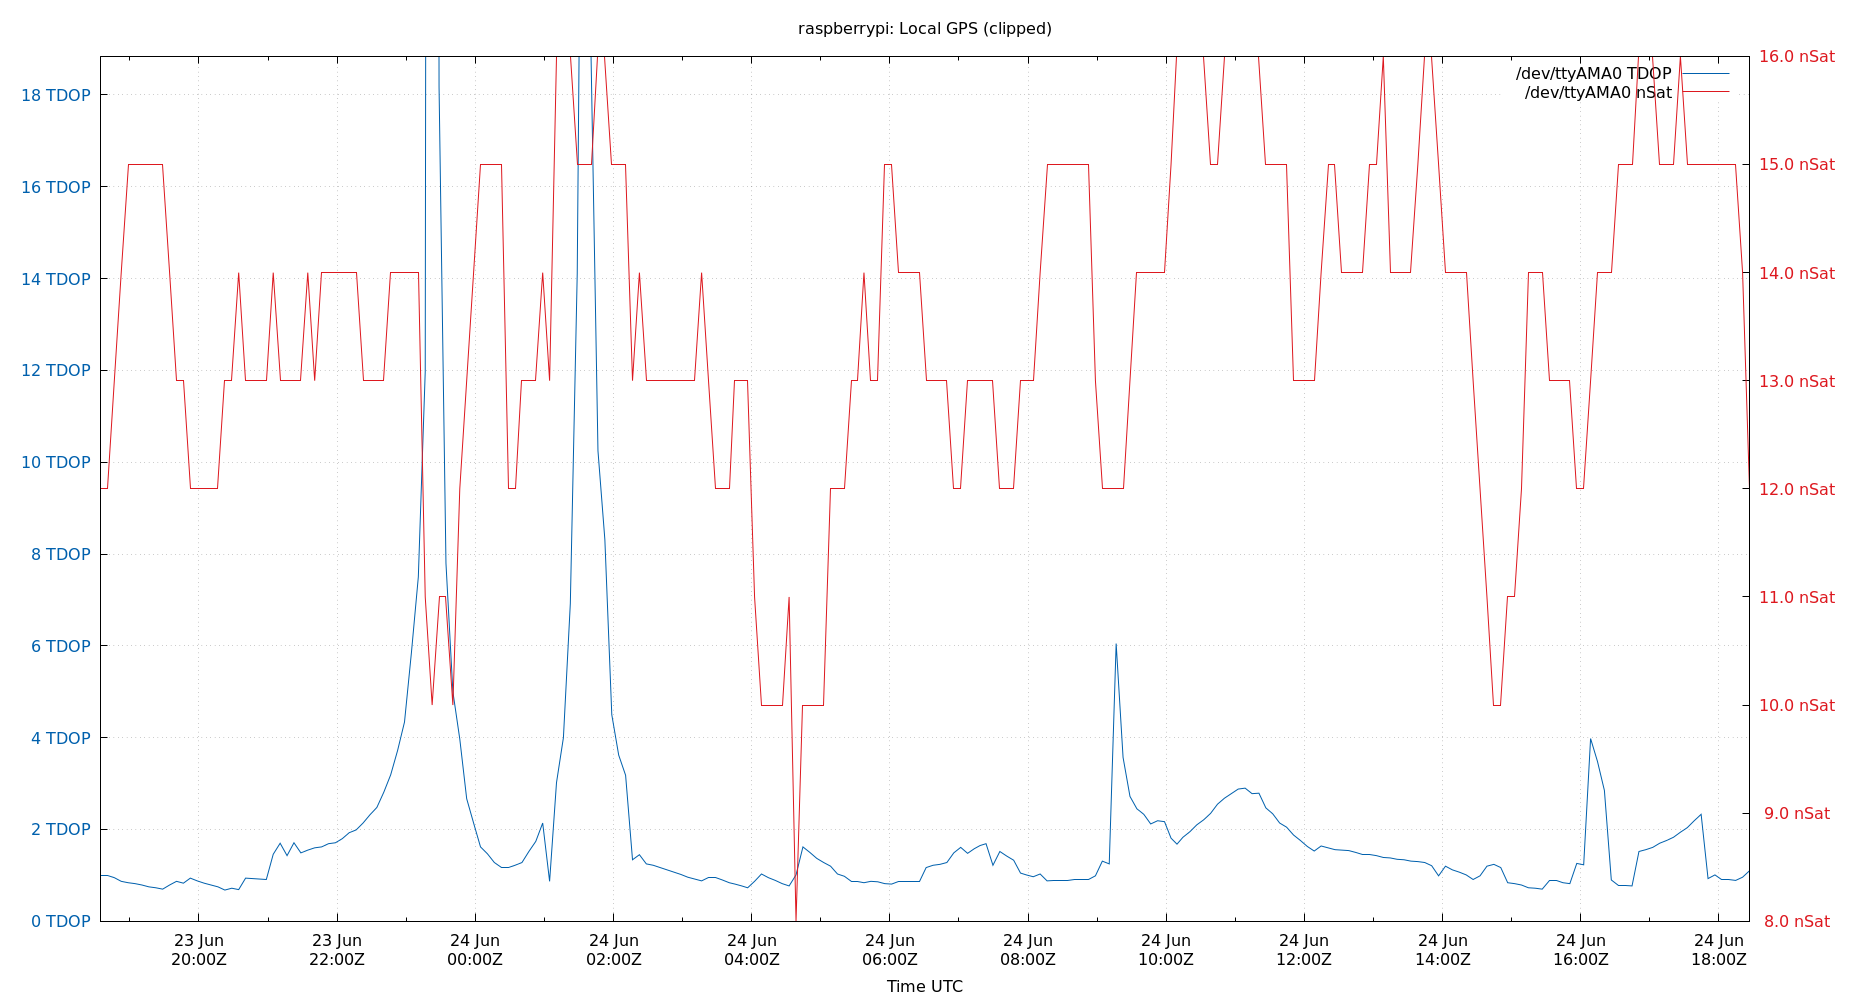 raspberrypi: Local GPS (clipped)
16.0 nSat
/dev/ttyAMA0 TDOP
/dev/ttyAMA0 nSat
18 TDOP
15.0 nSat
16 TDOP
14.0 nSat
14 TDOP
12 TDOP
13.0 nSat
10 TDOP
12.0 nSat
8 TDOP
11.0 nSat
6 TDOP
10.0 nSat
4 TDOP
9.0 nSat
2 TDOP
0 TDOP
8.0 nSat
23 Jun 23 Jun 24 Jun 24 Jun 24 Jun 24 Jun 24 Jun 24 Jun 24 Jun 24 Jun 24 Jun 24 Jun
20:00Z 22:00Z 00:00Z 02:00Z 04:00Z 06:00Z 08:00Z 10:00Z 12:00Z 14:00Z 16:00Z 18:00Z
Time UTC